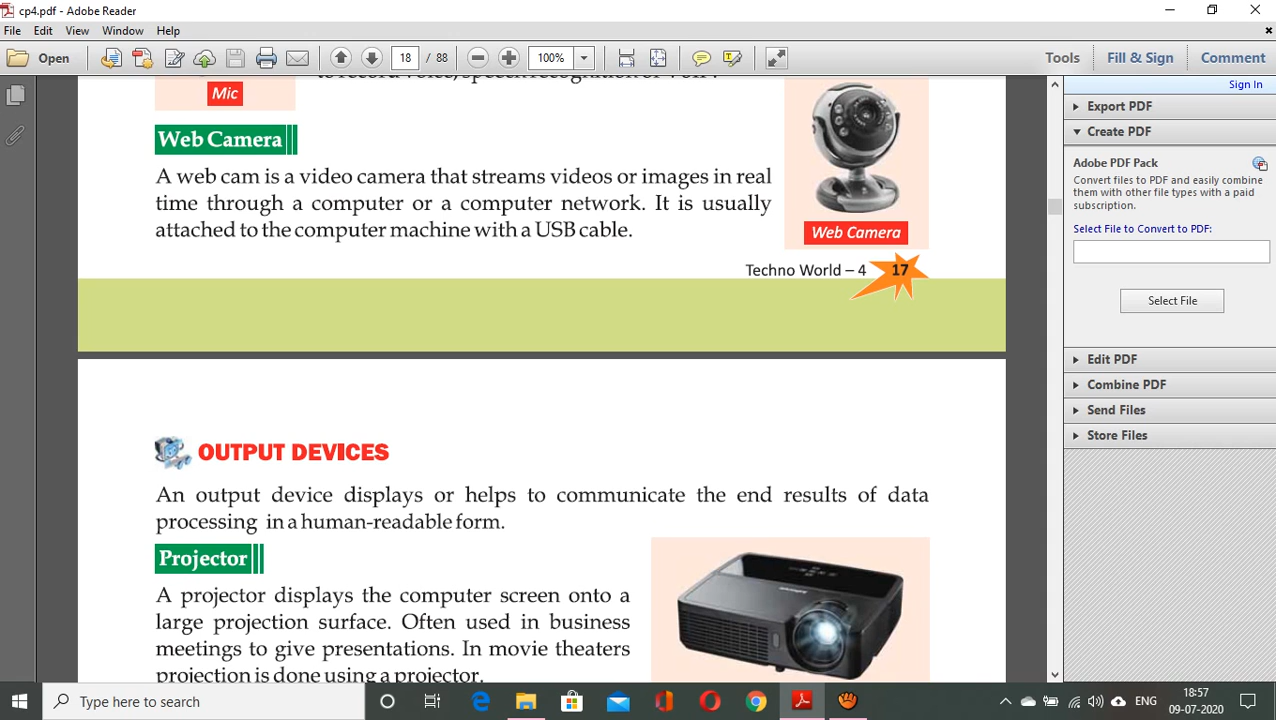 cp4.pdf - Adobe Reader
File Edit View Window Help
Open 18 / 88 100% Tools Fill & Sign Comment
Sign In
Export PDF
Create PDF
Adobe PDF Pack
Convert files to PDF and easily combine
them with other file types with a paid
subscription.
Select File to Convert to PDF:
Select File
Edit PDF
Combine PDF
Send Files
Store Files
to record voice, speech recognition or VoIP.
Mic
Web Camera
A web cam is a video camera that streams videos or images in real
time through a computer or a computer network. It is usually
attached to the computer machine with a USB cable.
Web Camera
Techno World – 4 17
OUTPUT DEVICES
An output device displays or helps to communicate the end results of data
processing in a human-readable form.
Projector
A projector displays the computer screen onto a
large projection surface. Often used in business
meetings to give presentations. In movie theaters
projection is done using a projector.
Type here to search
ENG
18:57
09-07-2020